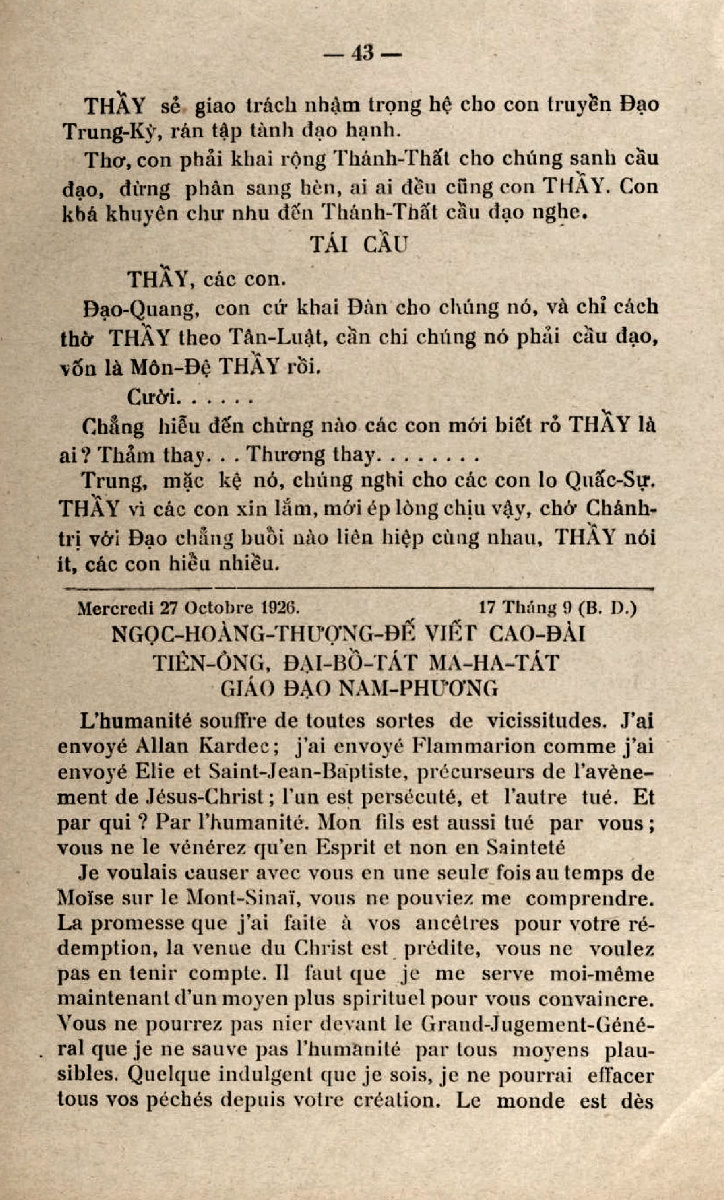 — 43 —
THẦY sẻ giao trách nhậm trọng hệ cho con truyền Đạo
Trung-Kỳ, rán tập tành đạo hạnh.
Thơ, con phải khai rộng Thánh-Thất cho chúng sanh cầu
đạo, đừng phân sang hèn, ai ai đều cũng con THẦY. Con
khá khuyên chư nhu đến Thánh-Thất cầu đạo nghe.
TÁI CẦU
THẦY, các con.
Đạo-Quang, con cứ khai Đàn cho chúng nó, và chỉ cách
thờ THẦY theo Tân-Luật, cần chi chúng nó phải cầu đạo,
vốn là Môn-Đệ THẦY rồi.
Cười. . . . . .
Chẳng hiểu đến chừng nào các con mới biết rỏ THẦY là
ai ? Thảm thay. . . Thương thay. . . . . . . .
Trung, mặc kệ nó, chúng nghi cho các con lo Quấc-Sự.
THẦY vì các con xin lắm, mới ép lòng chịu vậy, chớ Chánh-
trị với Đạo chẳng buổi nào liên hiệp cùng nhau, THẦY nói
ít, các con hiểu nhiều.
Mercredi 27 Octobre 1926. 17 Tháng 9 (B. D.)
NGỌC-HOÀNG-THƯỢNG-ĐẾ VIẾT CAO-ĐÀI
TIÊN-ÔNG, ĐẠI-BỒ-TÁT MA-HA-TÁT
GIÁO ĐẠO NAM-PHƯƠNG
L'humanité souffre de toutes sortes de vicissitudes. J'ai
envoyé Allan Kardec ; j'ai envoyé Flammarion comme j'ai
envoyé Elie et Saint-Jean-Baptiste, précurseurs de l'avène-
ment de Jésus-Christ ; l'un est persécuté, et l'autre tué. Et
par qui ? Par l'humanité. Mon fils est aussi tué par vous ;
vous ne le vénérez qu'en Esprit et non en Sainteté
Je voulais causer avec vous en une seule fois au temps de
Moïse sur le Mont-Sinaï, vous ne pouviez me comprendre.
La promesse que j'ai faite à vos ancêtres pour votre ré-
demption, la venue du Christ est prédite, vous ne voulez
pas en tenir compte. Il faut que je me serve moi-même
maintenant d'un moyen plus spirituel pour vous convaincre.
Vous ne pourrez pas nier devant le Grand-Jugement-Géné-
ral que je ne sauve pas l'humanité par tous moyens plau-
sibles. Quelque indulgent que je sois, je ne pourrai effacer
tous vos péchés depuis votre création. Le monde est dès